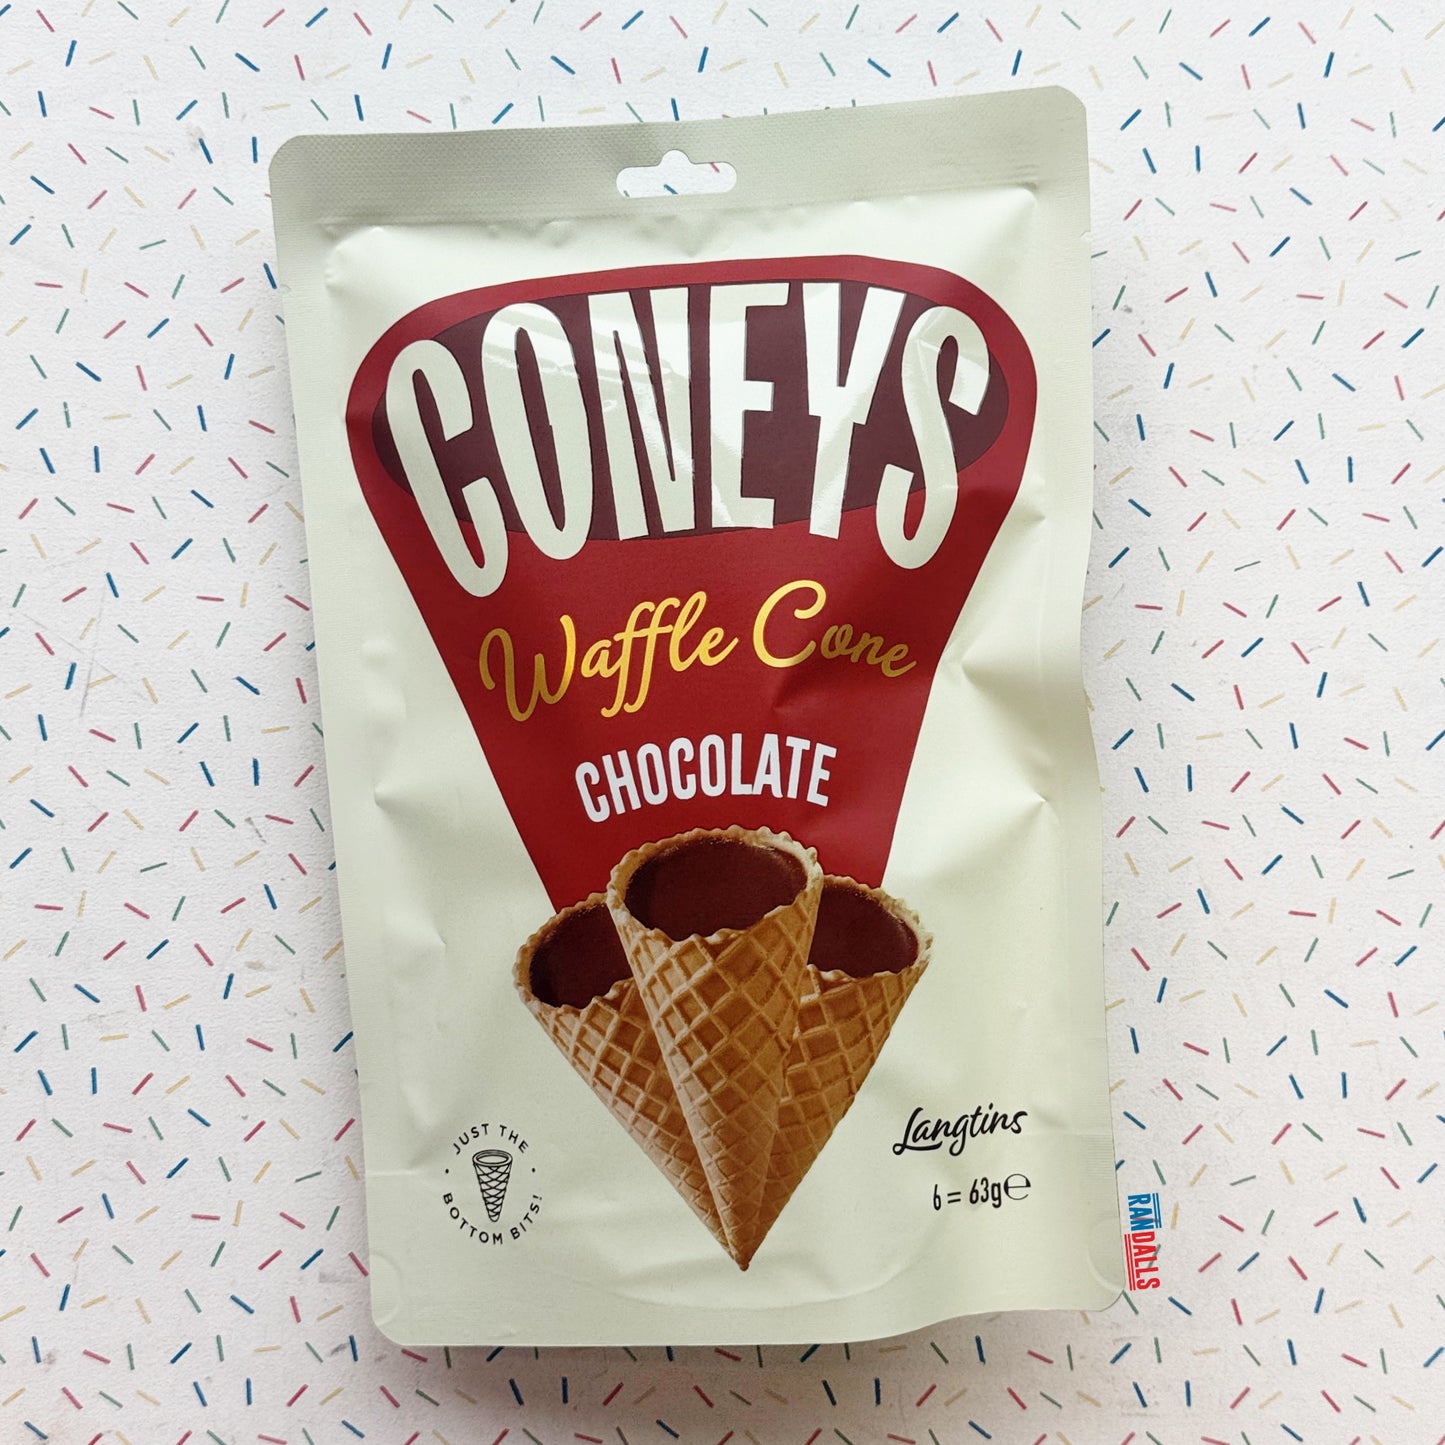 CONEYS
Waffle Cone
CHOCOLATE
JUST THE
BOTTOM BITS!
Langtins
6 = 63g℮
RANDALLS